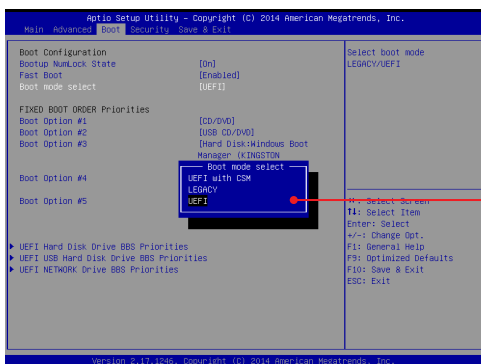 Aptio Setup Utility – Copyright (C) 2014 American Megatrends, Inc.
Main Advanced Boot Security Save & Exit
Boot Configuration
Bootup NumLock State [On]
Fast Boot [Enabled]
Boot mode select [UEFI]
FIXED BOOT ORDER Priorities
Boot Option #1 [CD/DVD]
Boot Option #2 [USB CD/DVD]
Boot Option #3 [Hard Disk:Windows Boot
Manager (KINGSTON
Boot Option #4
Boot Option #5
Boot mode select
UEFI with CSM
LEGACY
UEFI
▶ UEFI Hard Disk Drive BBS Priorities
▶ UEFI USB Hard Disk Drive BBS Priorities
▶ UEFI NETWORK Drive BBS Priorities
Select boot mode
LEGACY/UEFI
: Select Screen
↑↓: Select Item
Enter: Select
+/-: Change Opt.
F1: General Help
F9: Optimized Defaults
F10: Save & Exit
ESC: Exit
Version 2.17.1246. Copyright (C) 2014 American Megatrends, Inc.